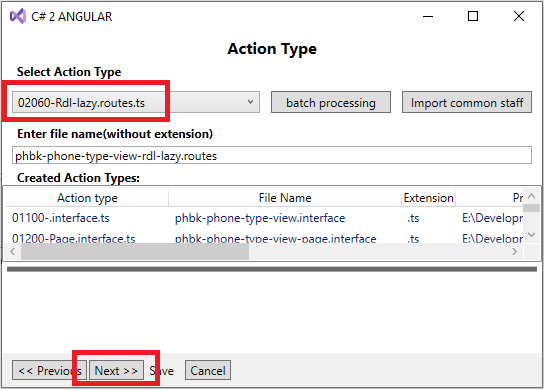 C# 2 ANGULAR
Action Type
Select Action Type
02060-Rdl-lazy.routes.ts
batch processing
Import common staff
Enter file name(without extension)
phbk-phone-type-view-rdl-lazy.routes
Created Action Types:
Action type File Name Extension Pr
01100-.interface.ts phbk-phone-type-view.interface .ts E:\Developm
01200-Page.interface.ts phbk-phone-type-view-page.interface .ts E:\Developm
<< Previous Next >> Save Cancel